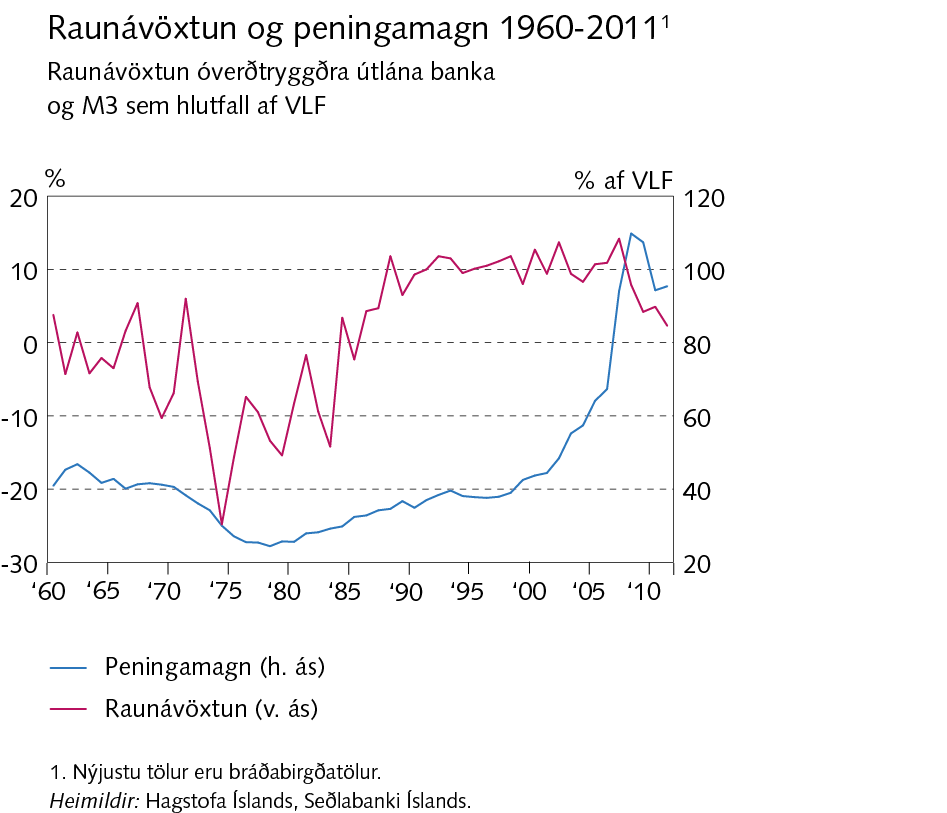 Raunávöxtun og peningamagn 1960-2011¹
Raunávöxtun óverðtryggðra útlána banka
og M3 sem hlutfall af VLF
%
% af VLF
20
120
10
100
0
80
-10
60
-20
40
-30
20
‘60 ‘65 ‘70 ‘75 ‘80 ‘85 ‘90 ‘95 ‘00 ‘05 ‘10
Peningamagn (h. ás)
Raunávöxtun (v. ás)
1. Nýjustu tölur eru bráðabirgðatölur.
Heimildir: Hagstofa Íslands, Seðlabanki Íslands.